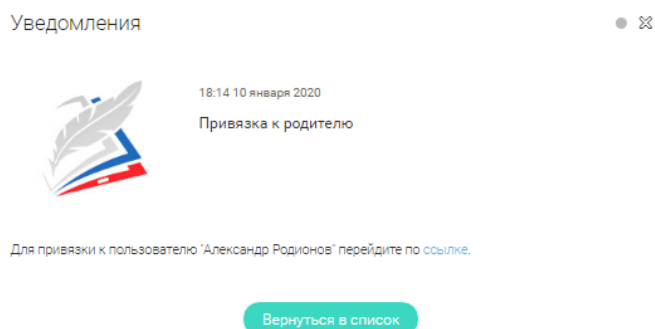 Уведомления
18:14 10 января 2020
Привязка к родителю
Для привязки к пользователю "Александр Родионов" перейдите по ссылке.
Вернуться в список